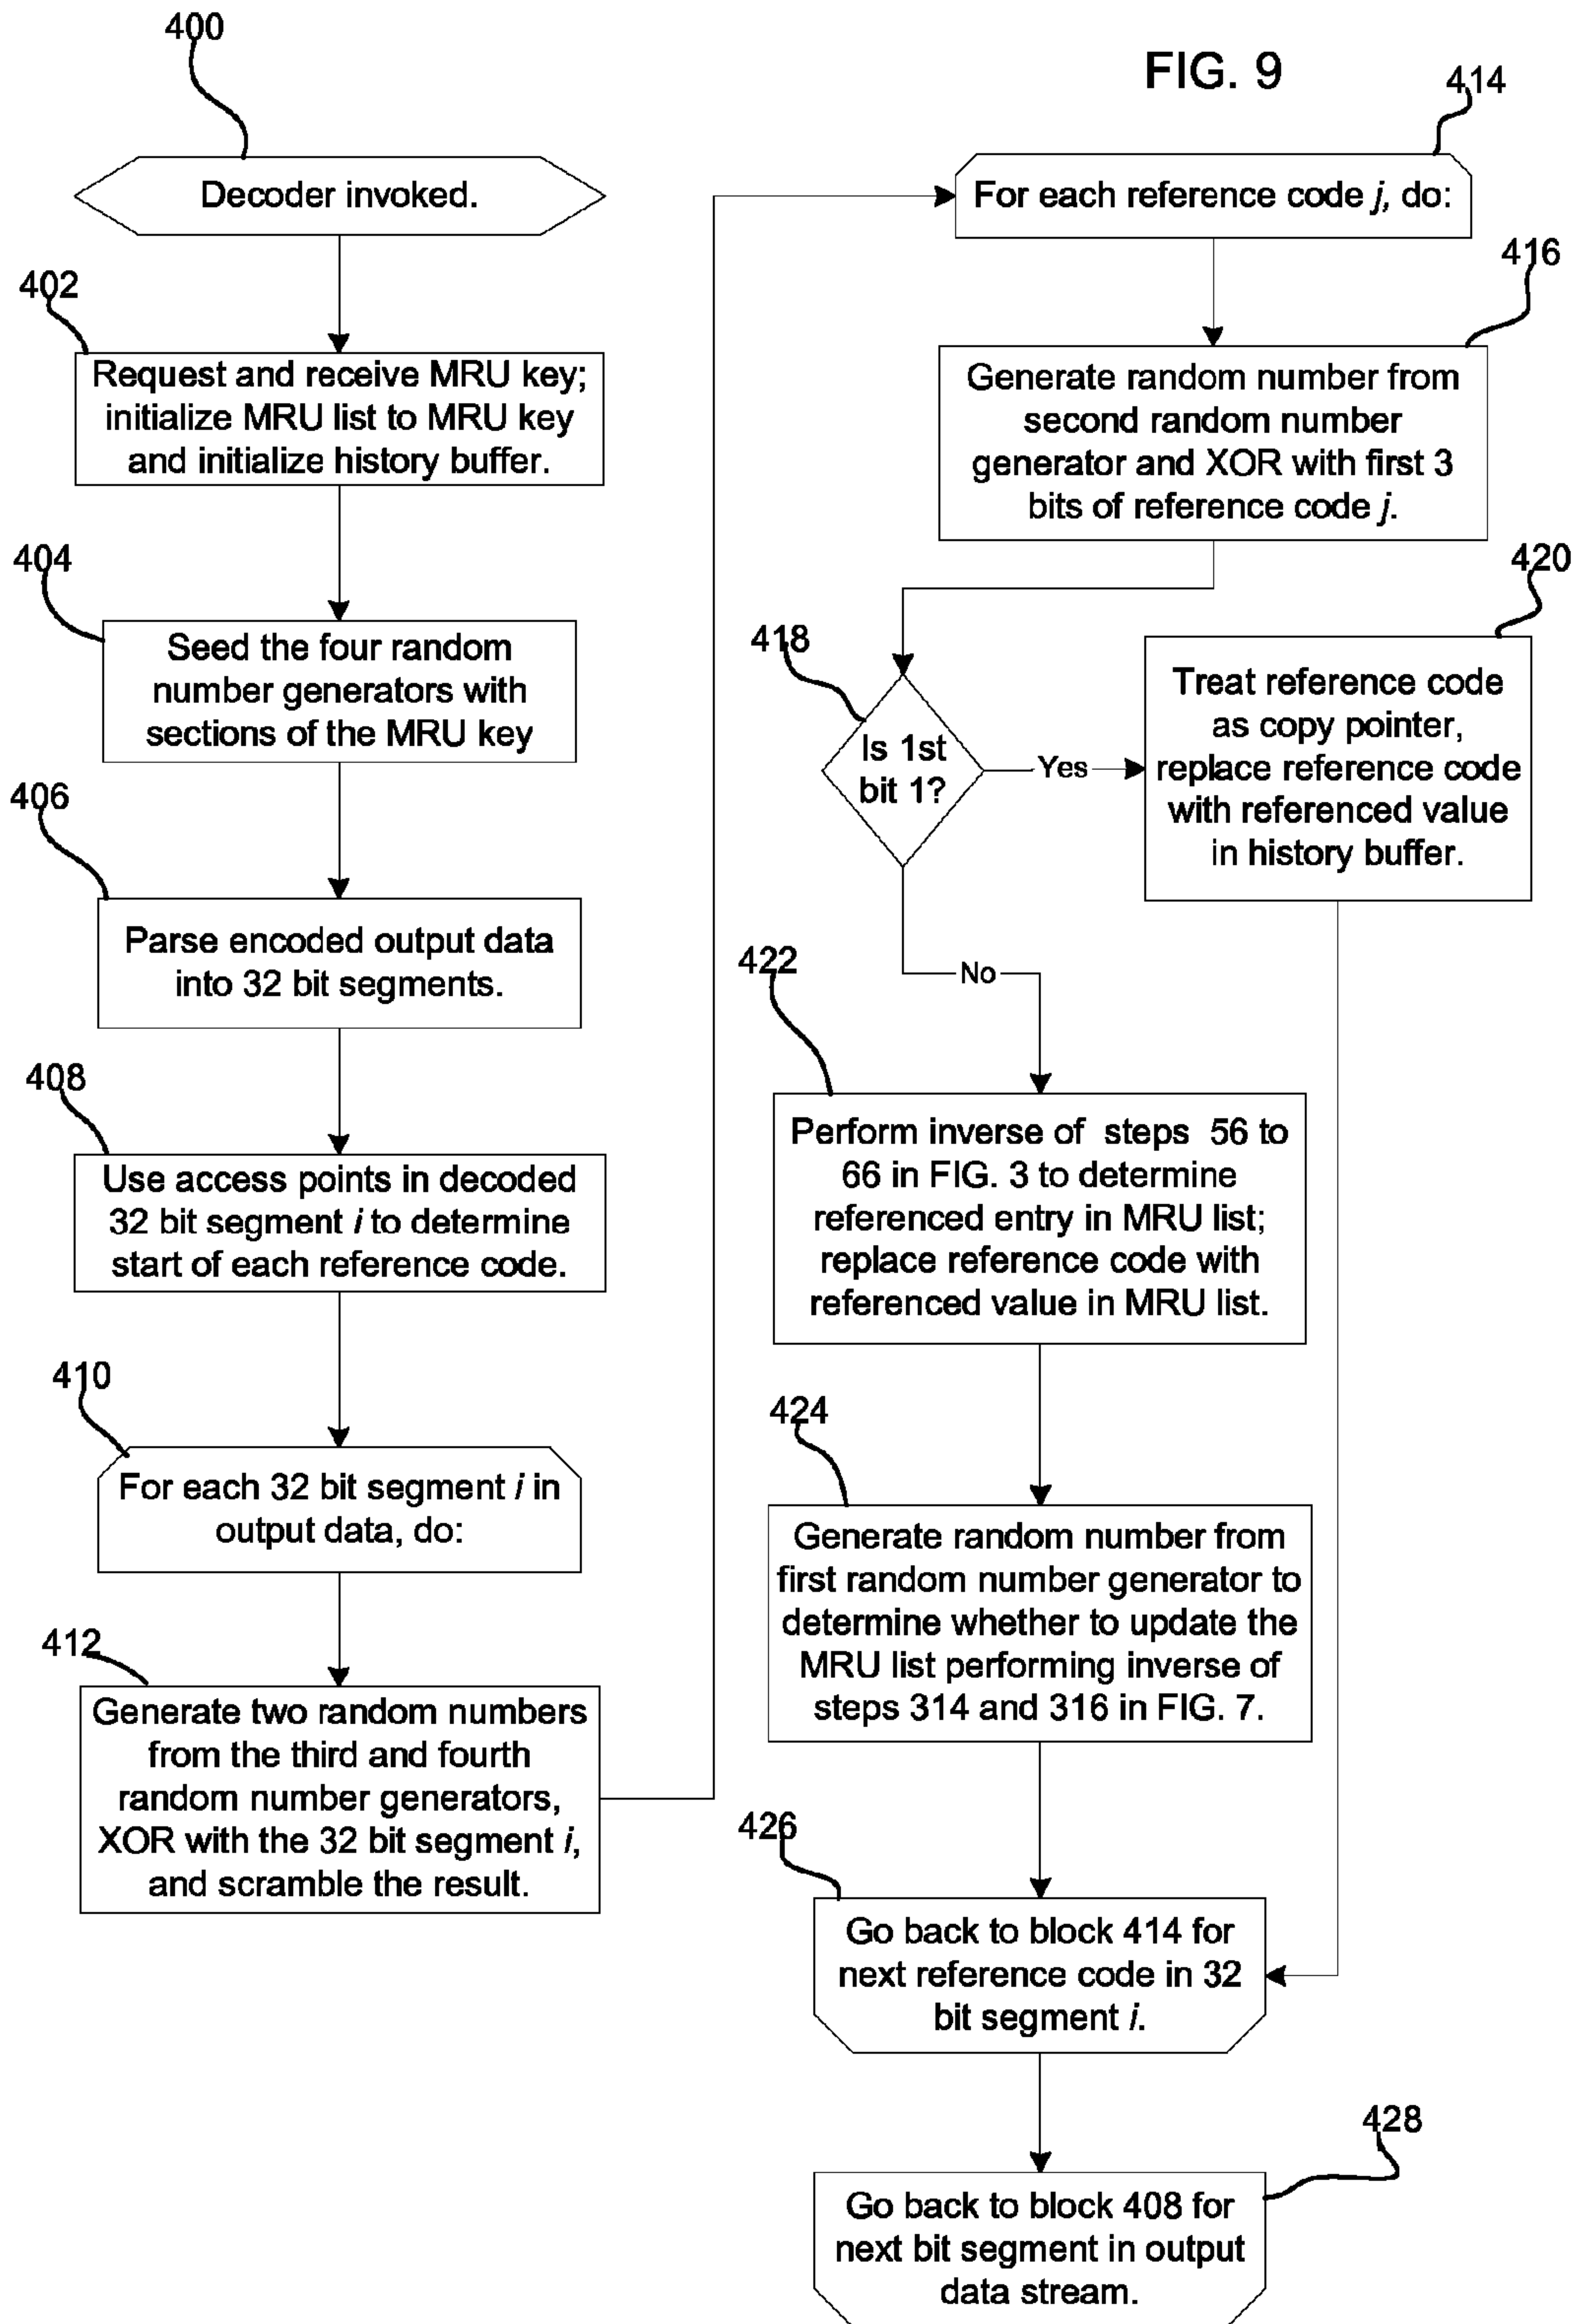 400
FIG. 9
414
Decoder invoked.
For each reference code j, do:
402
Request and receive MRU key;
initialize MRU list to MRU key
and initialize history buffer.
404
Seed the four random
number generators with
sections of the MRU key
406
Parse encoded output data
into 32 bit segments.
408
Use access points in decoded
32 bit segment i to determine
start of each reference code.
410
For each 32 bit segment i in
output data, do:
412
Generate two random numbers
from the third and fourth
random number generators,
XOR with the 32 bit segment i,
and scramble the result.
416
Generate random number from
second random number
generator and XOR with first 3
bits of reference code j.
418
Is 1st
bit 1?
Yes
420
Treat reference code
as copy pointer,
replace reference code
with referenced value
in history buffer.
No
422
Perform inverse of steps 56 to
66 in FIG. 3 to determine
referenced entry in MRU list;
replace reference code with
referenced value in MRU list.
424
Generate random number from
first random number generator to
determine whether to update the
MRU list performing inverse of
steps 314 and 316 in FIG. 7.
426
Go back to block 414 for
next reference code in 32
bit segment i.
428
Go back to block 408 for
next bit segment in output
data stream.